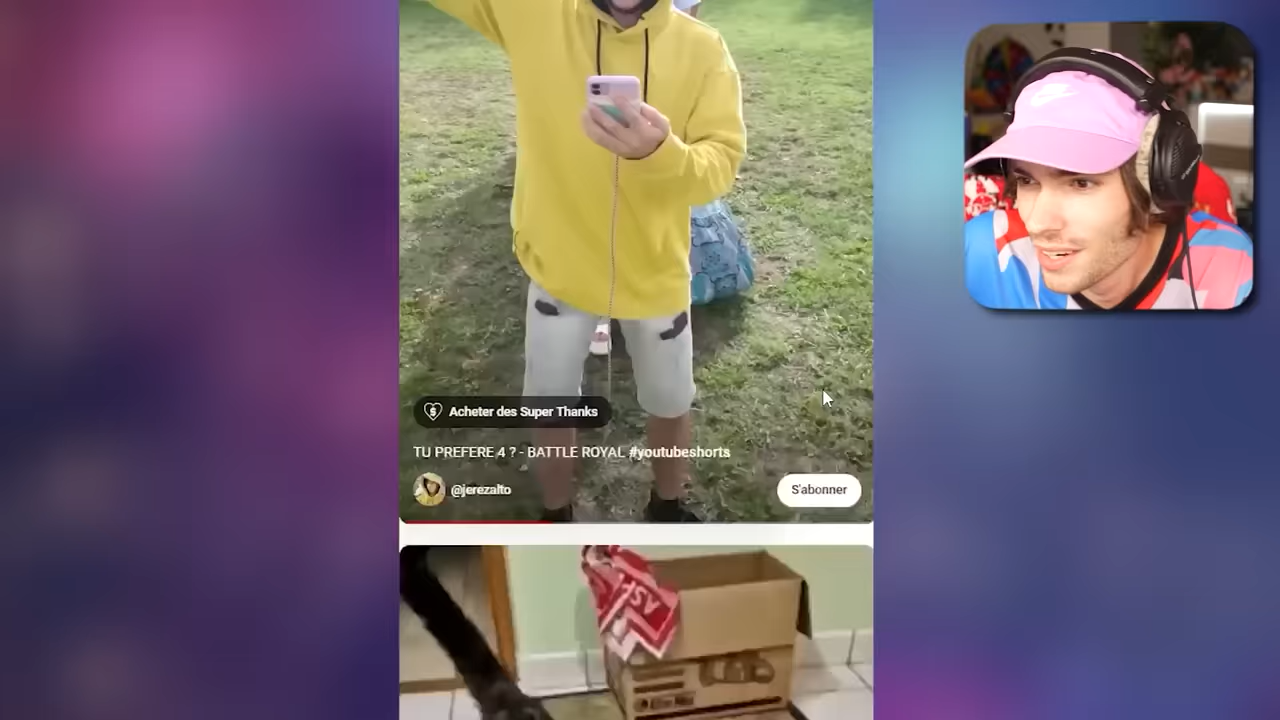 Acheter des Super Thanks
TU PREFERE 4 ? - BATTLE ROYAL #youtubeshorts
@jerezalto
S'abonner